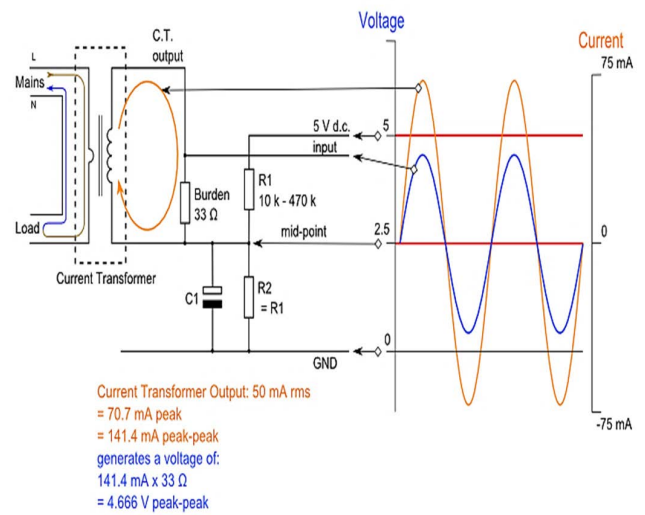 Voltage
Current
C.T.
output
75 mA
L
Mains
N
5 V d.c.
5
input
R1
10 k - 470 k
Burden
33 Ω
mid-point
2.5
0
Load
Current Transformer
C1
R2
= R1
0
GND
-75 mA
Current Transformer Output: 50 mA rms
= 70.7 mA peak
= 141.4 mA peak-peak
generates a voltage of:
141.4 mA x 33 Ω
= 4.666 V peak-peak